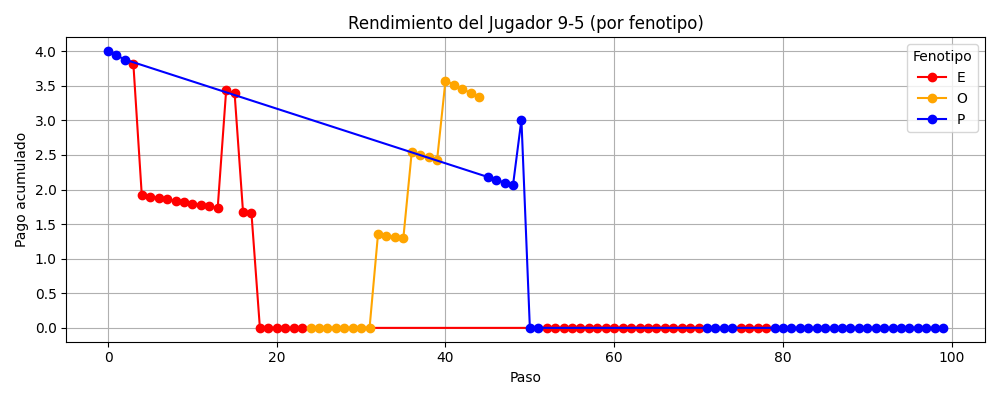 Rendimiento del Jugador 9-5 (por fenotipo)
Pago acumulado
4.0
3.5
3.0
2.5
2.0
1.5
1.0
0.5
0.0
Fenotipo
E
O
P
0 20 40 60 80 100
Paso